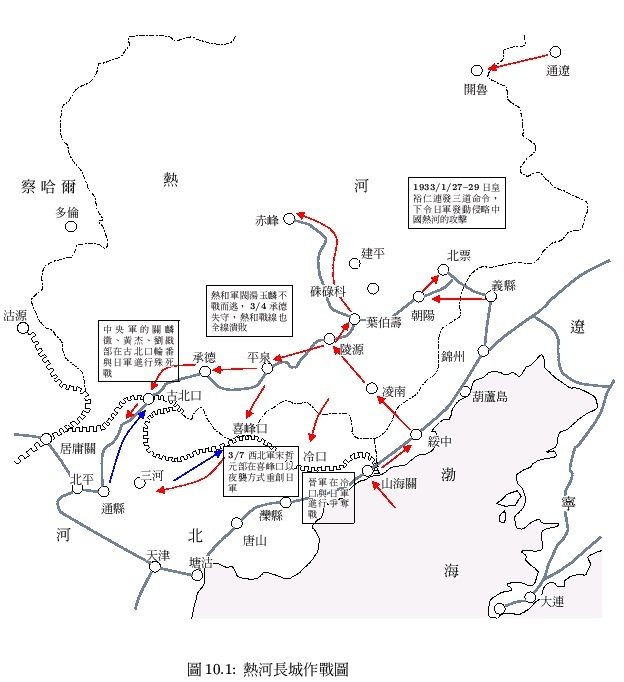 通遼
開魯
察哈爾
熱
河
1933/1/27–29 日皇
裕仁連發三道命令，
下令日軍發動侵略中
國熱河的攻擊
多倫
赤峰
建平
北票
硃碌科
義縣
朝陽
熱和軍閥湯玉麟不
戰而逃，3/4 承德
失守，熱和戰線也
全線潰敗
沽源
葉伯壽
遼
中央軍的關麟
徵、黃杰、劉戡
部在古北口輪番
與日軍進行殊死
戰
陵源
承德
平泉
錦州
凌南
古北口
葫蘆島
喜峰口
綏中
居庸關
冷口
3/7 西北軍宋哲
元部在喜峰口以
夜襲方式重創日
軍
三河
北平
渤
山海關
晉軍在冷
口與日軍
進行爭奪
戰
寧
通縣
灤縣
河
北
唐山
天津
塘沽
海
大連
圖 10.1: 熱河長城作戰圖